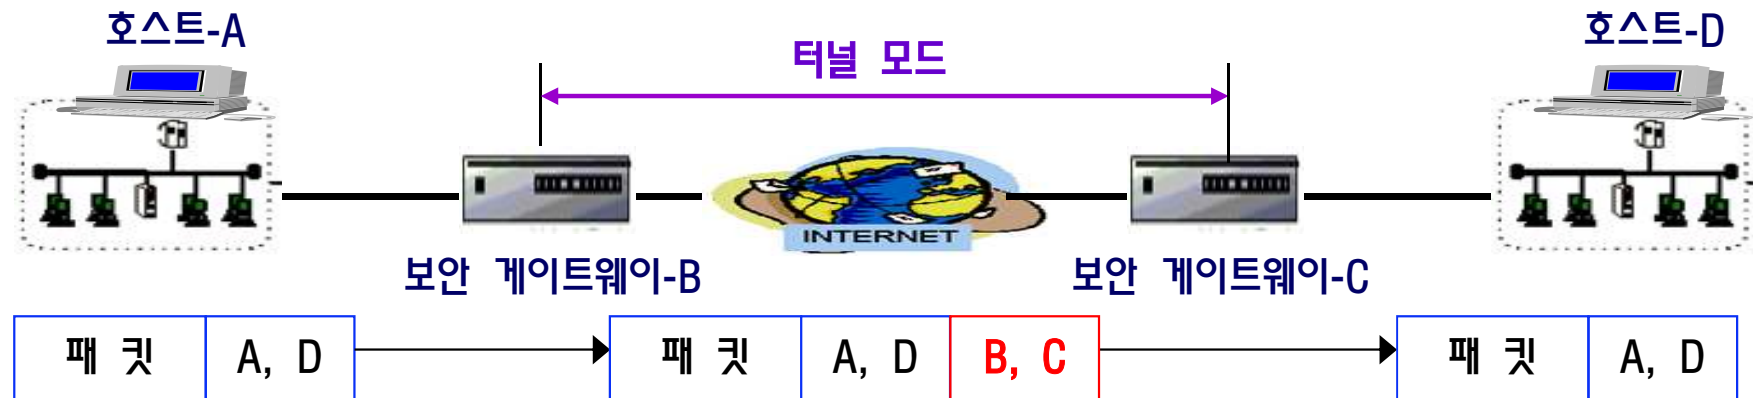 호스트-A
호스트-D
터널 모드
INTERNET
보안 게이트웨이-B
보안 게이트웨이-C
패 킷 A, D
패 킷 A, D B, C
패 킷 A, D